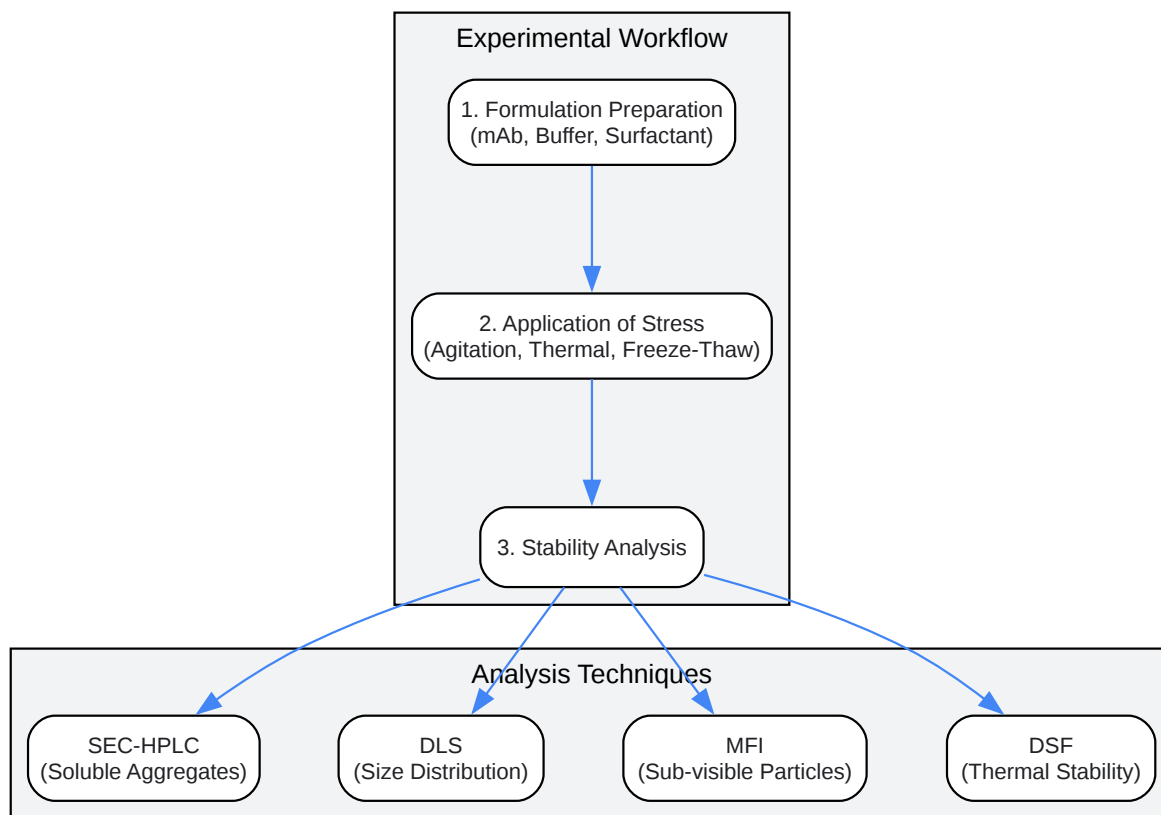 Experimental Workflow
1. Formulation Preparation
(mAb, Buffer, Surfactant)
2. Application of Stress
(Agitation, Thermal, Freeze-Thaw)
3. Stability Analysis
Analysis Techniques
SEC-HPLC
(Soluble Aggregates)
DLS
(Size Distribution)
MFI
(Sub-visible Particles)
DSF
(Thermal Stability)